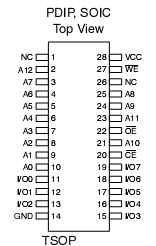 PDIP, SOIC
Top View
NC 1 28 VCC
A12 2 27 WE
A7 3 26 NC
A6 4 25 A8
A5 5 24 A9
A4 6 23 A11
A3 7 22 OE
A2 8 21 A10
A1 9 20 CE
A0 10 19 I/O7
I/O0 11 18 I/O6
I/O1 12 17 I/O5
I/O2 13 16 I/O4
GND 14 15 I/O3
TSOP